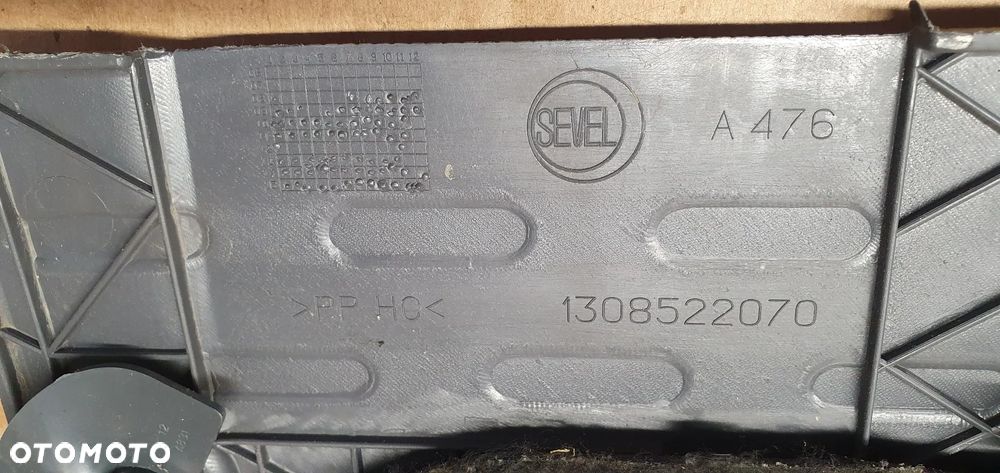 SEVEL
A 476
>PP HC<
1308522070
OTOMOTO